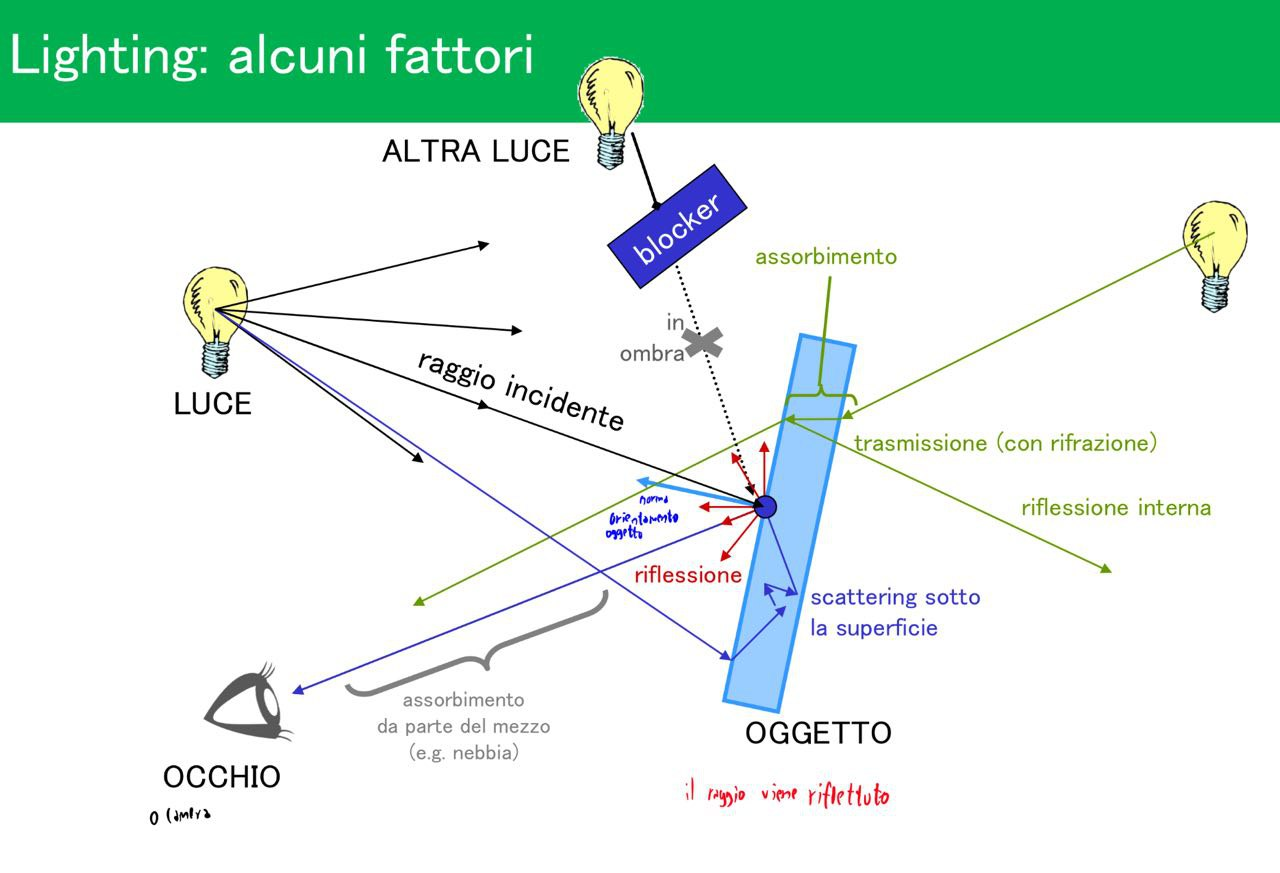 Lighting: alcuni fattori
ALTRA LUCE
blocker
assorbimento
in
ombra
raggio incidente
LUCE
trasmissione (con rifrazione)
norma
orientamento
oggetto
riflessione interna
riflessione
scattering sotto
la superficie
assorbimento
da parte del mezzo
(e.g. nebbia)
OGGETTO
OCCHIO
o camera
il raggio viene riflettuto